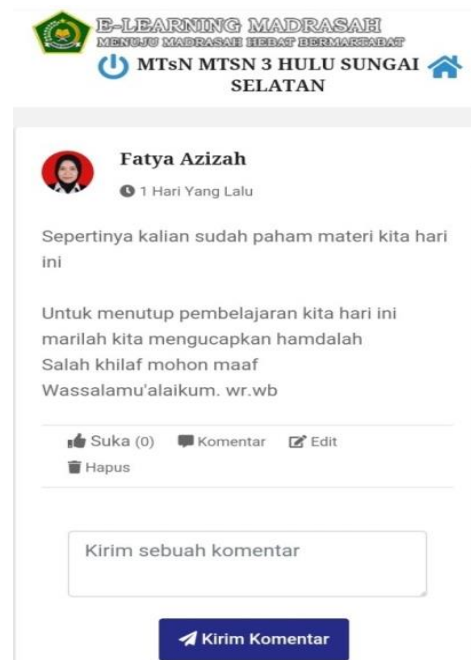 E-LEARNING MADRASAH
MENUJU MADRASAH HEBAT BERMARTABAT
MTsN MTSN 3 HULU SUNGAI
SELATAN
Fatya Azizah
1 Hari Yang Lalu
Sepertinya kalian sudah paham materi kita hari
ini
Untuk menutup pembelajaran kita hari ini
marilah kita mengucapkan hamdalah
Salah khilaf mohon maaf
Wassalamu'alaikum. wr.wb
Suka (0) Komentar Edit
Hapus
Kirim sebuah komentar
Kirim Komentar